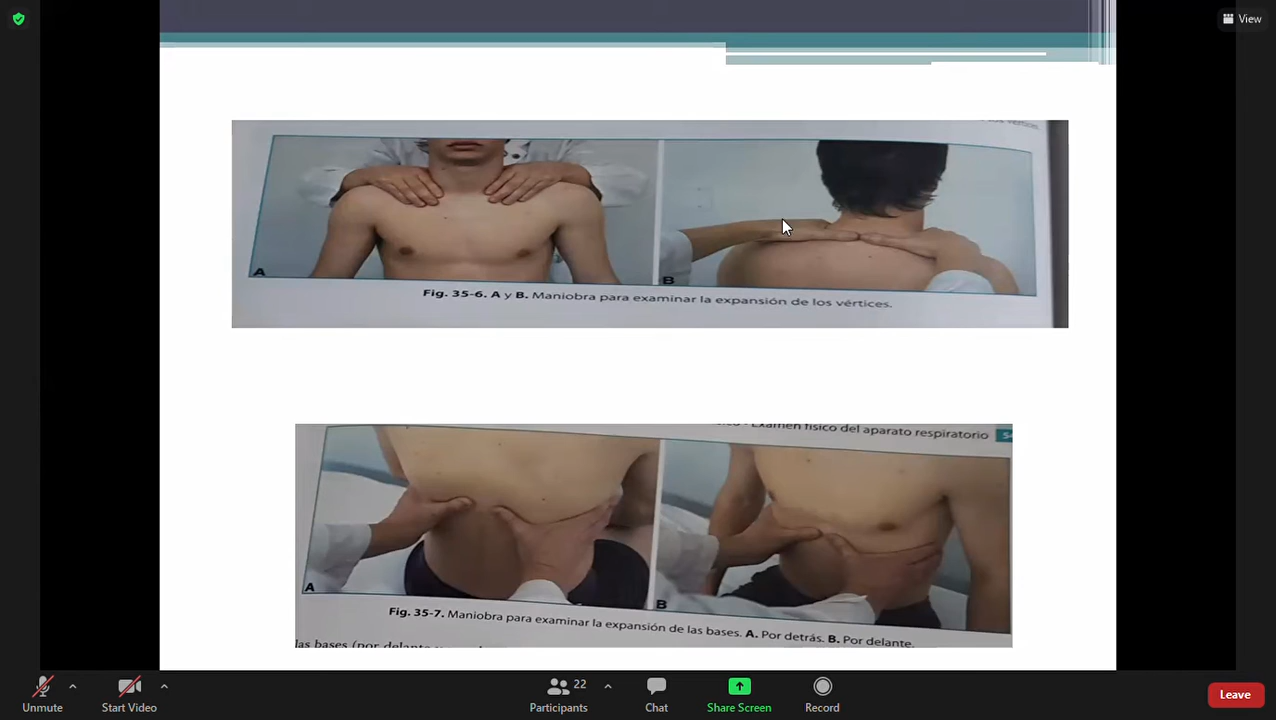 View
vértices.
A
B
Fig. 35-6. A y B. Maniobra para examinar la expansión de los vértices.
Examen físico del aparato respiratorio
A
B
Fig. 35-7. Maniobra para examinar la expansión de las bases. A. Por detrás. B. Por delante.
las bases (por delante
Unmute
Start Video
22
Participants
Chat
Share Screen
Record
Leave